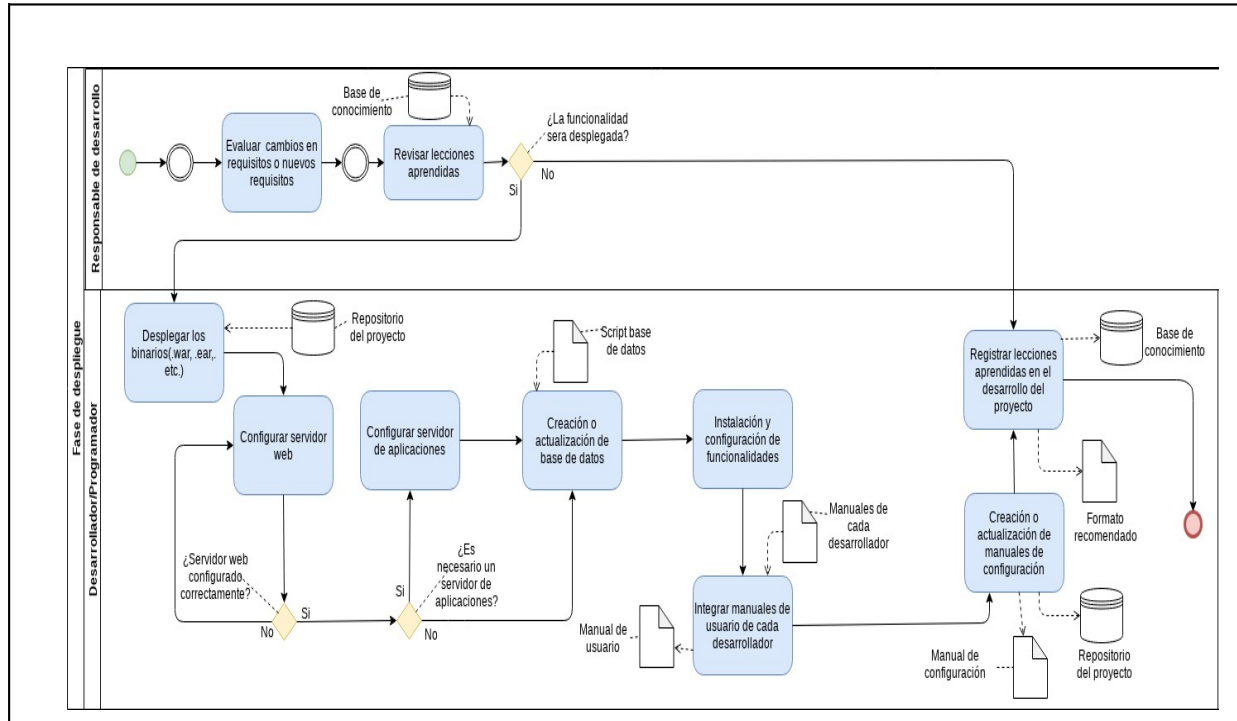 Fase de despliegue
Responsable de desarrollo
Base de
conocimiento
¿La funcionalidad
sera desplegada?
Evaluar cambios en
requisitos o nuevos
requisitos
Revisar lecciones
aprendidas
No
Si
Desarrollador/Programador
Desplegar los
binarios(.war, .ear,.
etc.)
Repositorio
del proyecto
Script base
de datos
Registrar lecciones
aprendidas en el
desarrollo del
proyecto
Base de
conocimiento
Configurar servidor
web
Configurar servidor
de aplicaciones
Creación o
actualización de
base de datos
Instalación y
configuración de
funcionalidades
Manuales de
cada
desarrollador
Formato
recomendado
Creación o
actualización de
manuales de
configuración
¿Servidor web
configurado
correctamente?
No
Si
¿Es
necesario un
servidor de
aplicaciones?
Si
No
Manual de
usuario
Integrar manuales de
usuario de cada
desarrollador
Manual de
configuración
Repositorio
del proyecto